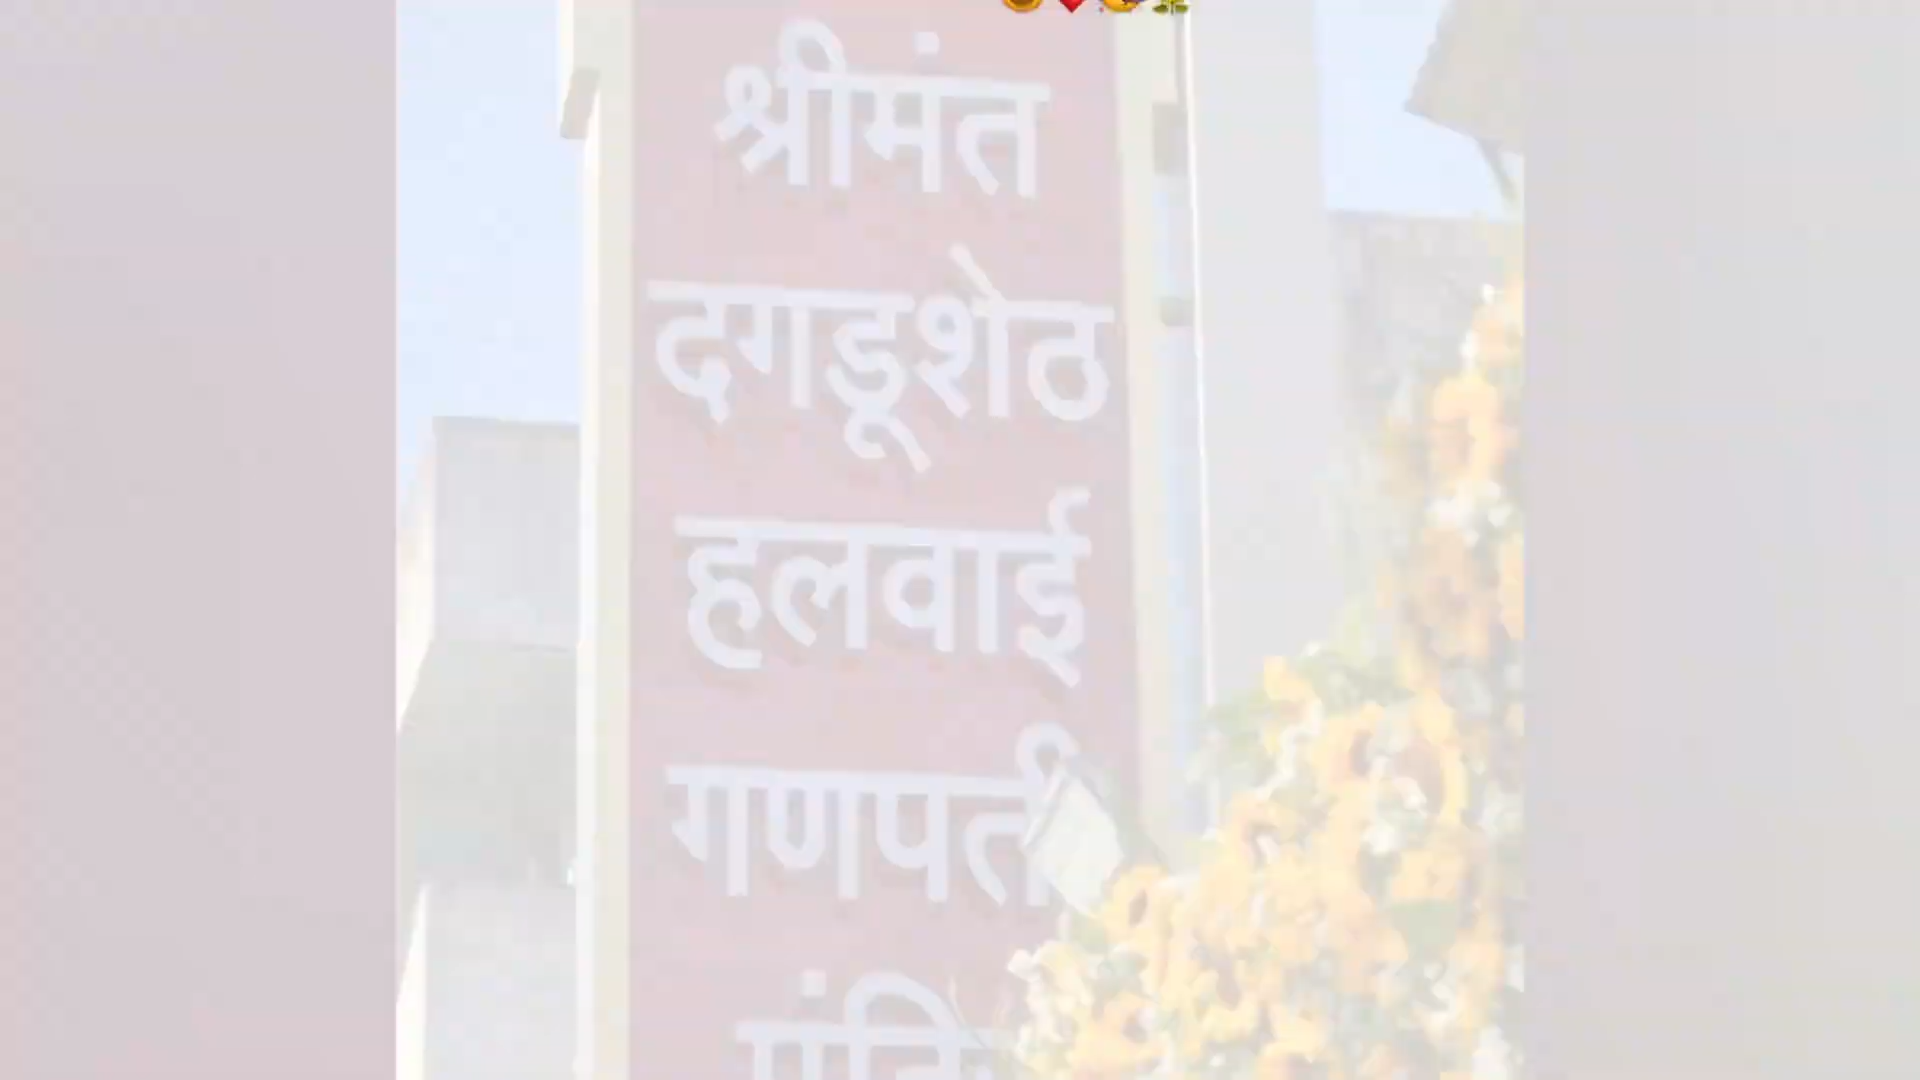 श्रीमंत
दगडूशेठ
हलवाई
गणपती